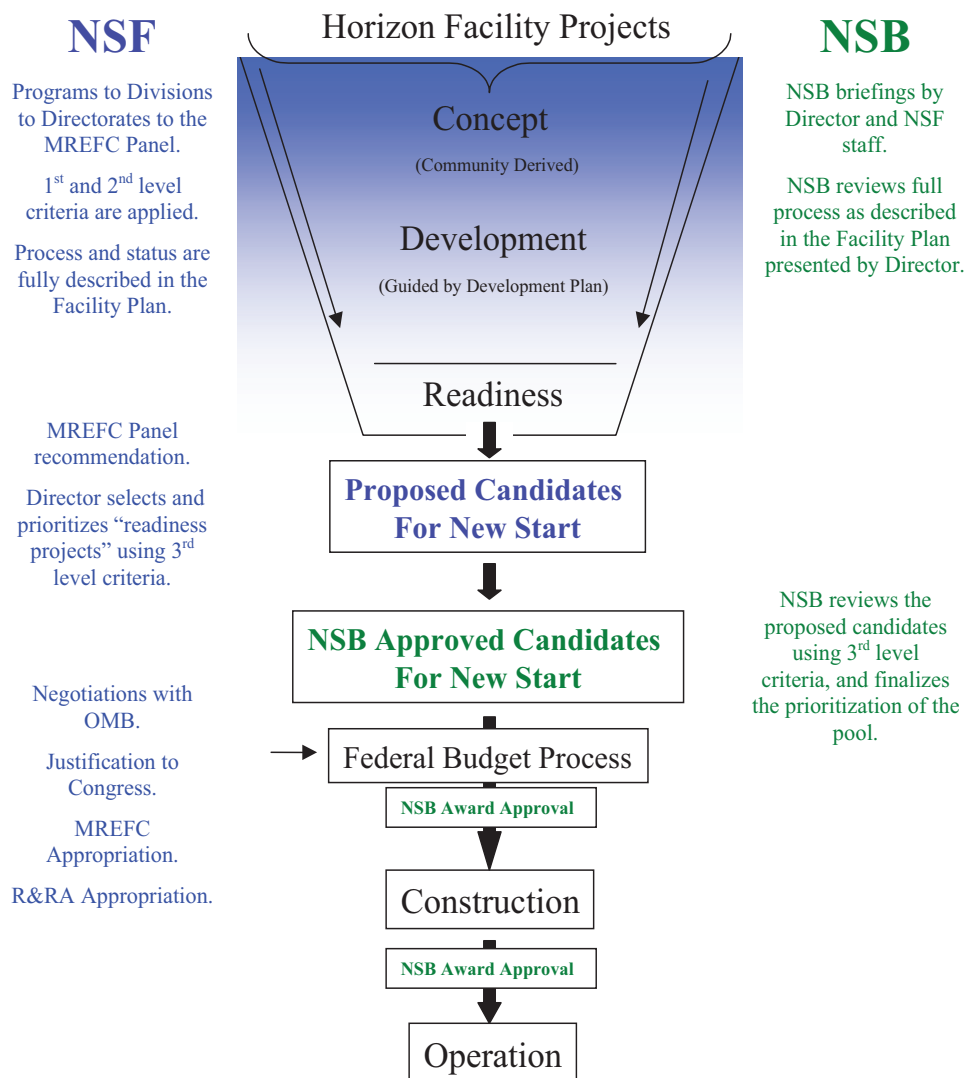 NSF
Programs to Divisions
to Directorates to the
MREFC Panel.
1st and 2nd level
criteria are applied.
Process and status are
fully described in the
Facility Plan.
MREFC Panel
recommendation.
Director selects and
prioritizes “readiness
projects” using 3rd
level criteria.
Negotiations with
OMB.
Justification to
Congress.
MREFC
Appropriation.
R&RA Appropriation.
Horizon Facility Projects
Concept
(Community Derived)
Development
(Guided by Development Plan)
Readiness
Proposed Candidates
For New Start
NSB Approved Candidates
For New Start
Federal Budget Process
NSB Award Approval
Construction
NSB Award Approval
Operation
NSB
NSB briefings by
Director and NSF
staff.
NSB reviews full
process as described
in the Facility Plan
presented by Director.
NSB reviews the
proposed candidates
using 3rd level
criteria, and finalizes
the prioritization of the
pool.